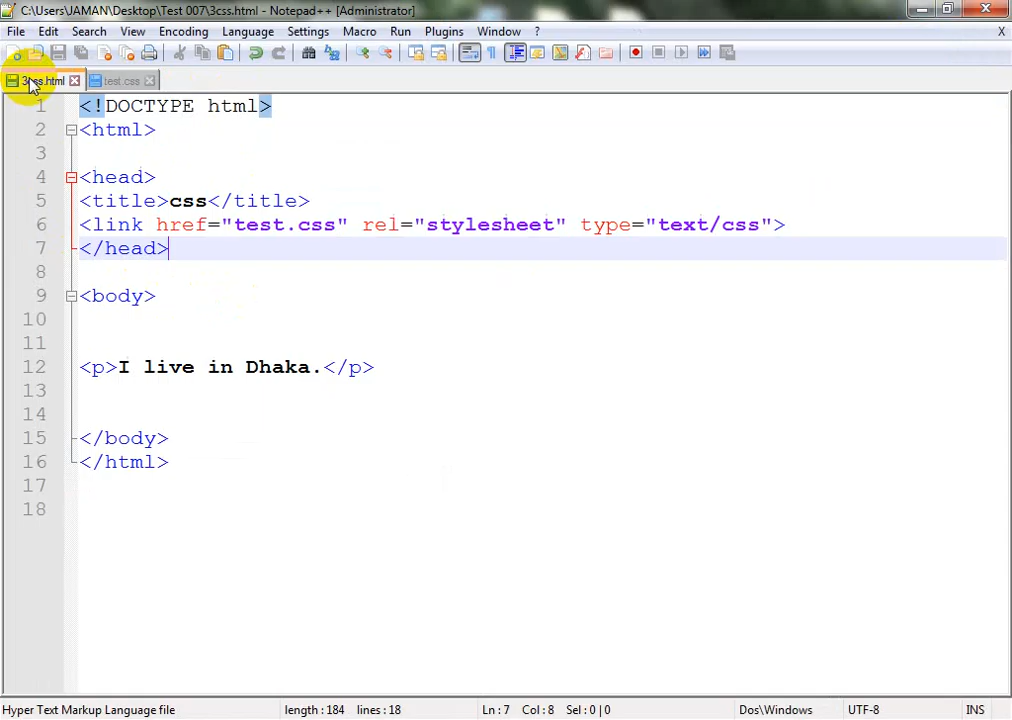 C:\Users\JAMAN\Desktop\Test 007\3css.html - Notepad++ [Administrator]
File Edit Search View Encoding Language Settings Macro Run Plugins Window ? X
3css.html test.css
1 <!DOCTYPE html>
2 <html>
3
4 <head>
5 <title>css</title>
6 <link href="test.css" rel="stylesheet" type="text/css">
7 </head>
8
9 <body>
10
11
12 <p>I live in Dhaka.</p>
13
14
15 </body>
16 </html>
17
18
Hyper Text Markup Language file length : 184 lines : 18 Ln : 7 Col : 8 Sel : 0 | 0 Dos\Windows UTF-8 INS